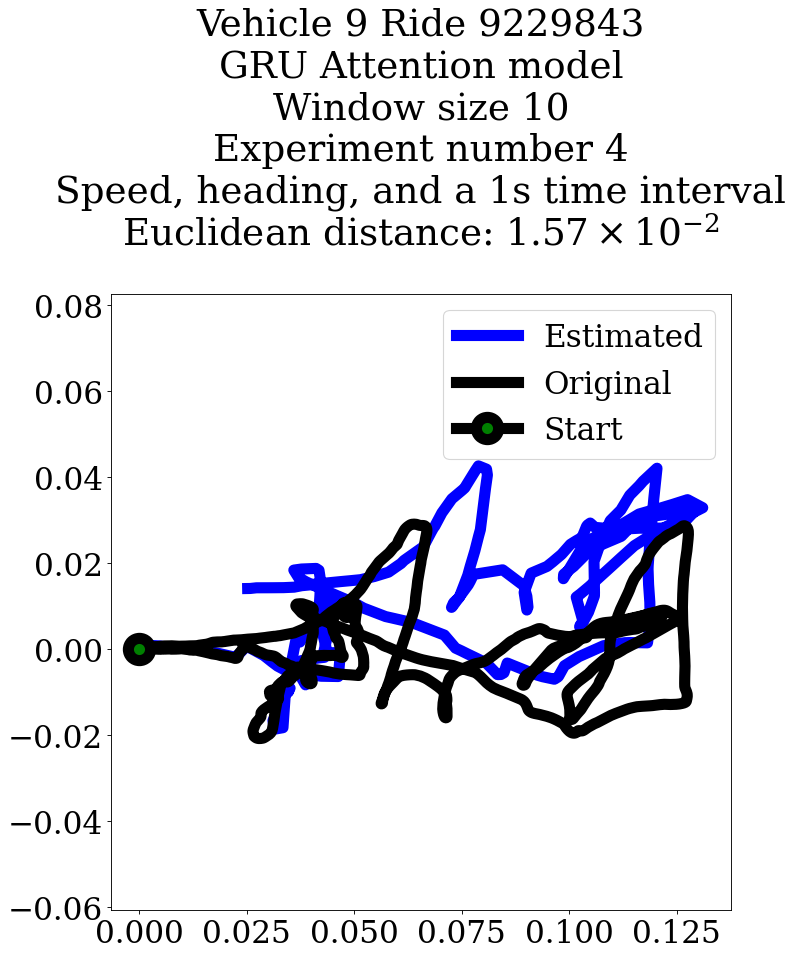 Vehicle 9 Ride 9229843
GRU Attention model
Window size 10
Experiment number 4
Speed, heading, and a 1s time interval
Euclidean distance: 1.57 × 10⁻²
Estimated
Original
Start
0.08
0.06
0.04
0.02
0.00
−0.02
−0.04
−0.06
0.000 0.025 0.050 0.075 0.100 0.125